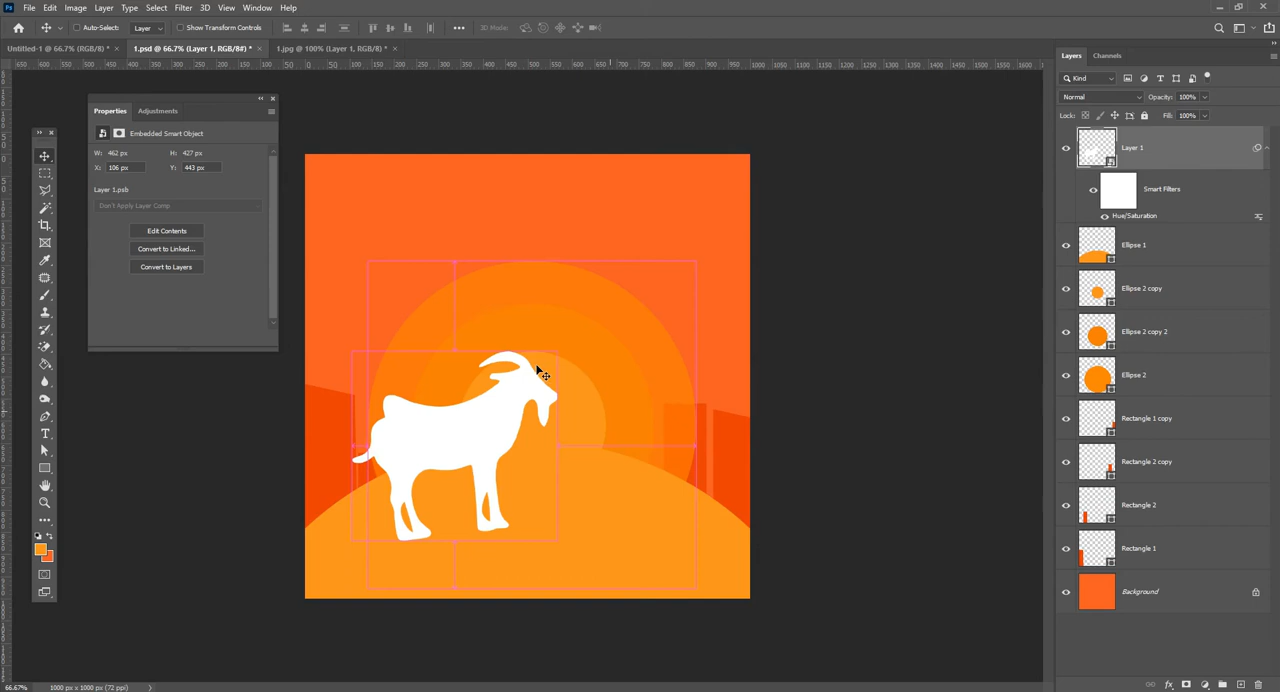 Ps File Edit Image Layer Type Select Filter 3D View Window Help
Auto-Select: Layer Show Transform Controls 3D Mode:
Untitled-1 @ 66.7% (RGB/8) * × 1.psd @ 66.7% (Layer 1, RGB/8#) * × 1.jpg @ 100% (Layer 1, RGB/8) * ×
Properties Adjustments
Embedded Smart Object
W: 462 px H: 427 px
X: 106 px Y: 443 px
Layer 1.psb
Don't Apply Layer Comp
Edit Contents
Convert to Linked...
Convert to Layers
Layers Channels
Kind
Normal Opacity: 100%
Lock: Fill: 100%
Layer 1
Smart Filters
Hue/Saturation
Ellipse 1
Ellipse 2 copy
Ellipse 2 copy 2
Ellipse 2
Rectangle 1 copy
Rectangle 2 copy
Rectangle 2
Rectangle 1
Background
66,67% 1000 px x 1000 px (72 ppi)